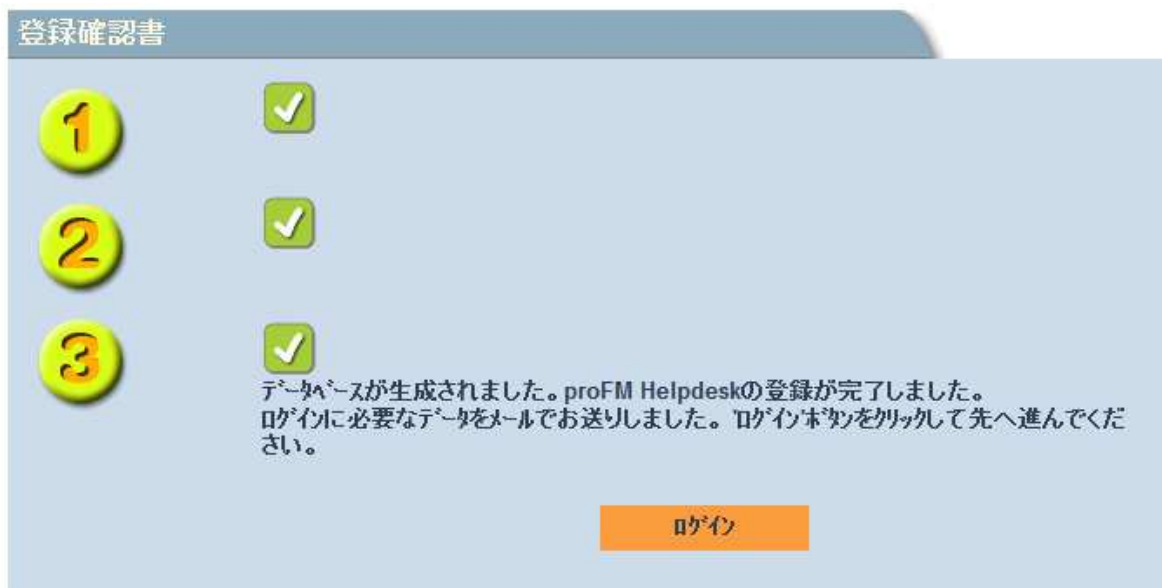 登録確認書
1
2
3
ﾃﾞｰﾀﾍﾞｰｽが生成されました。proFM Helpdeskの登録が完了しました。
ﾛｸﾞｲﾝに必要なﾃﾞｰﾀをﾒｰﾙでお送りしました。'ﾛｸﾞｲﾝ'ﾎﾞﾀﾝをｸﾘｯｸして先へ進んでくだ
さい。
ﾛｸﾞｲﾝ